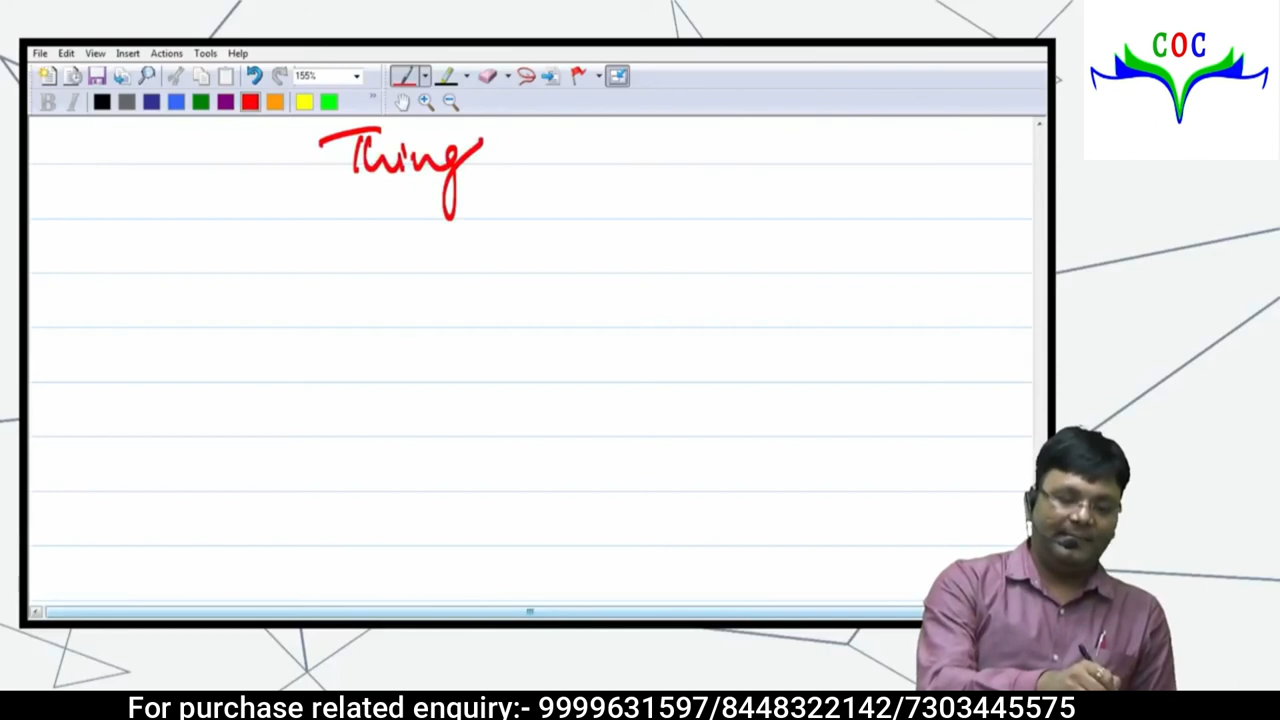 COC
File Edit View Insert Actions Tools Help
155%
B I
Thing
For purchase related enquiry:- 9999631597/8448322142/7303445575